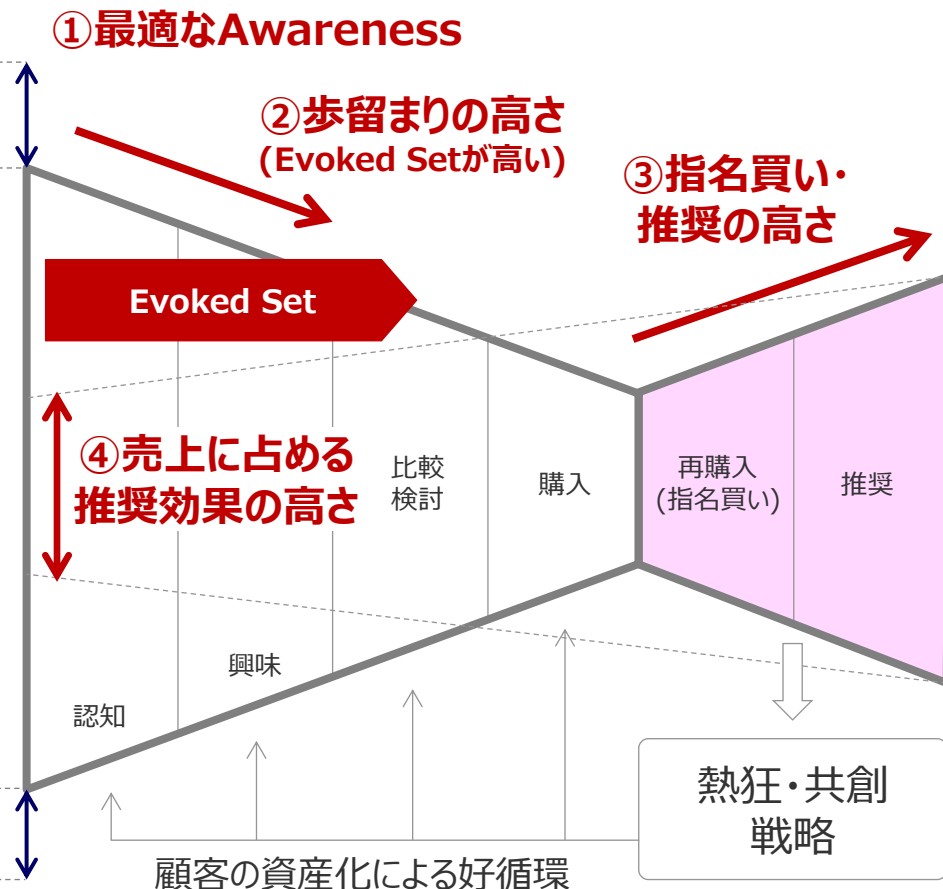 ①最適なAwareness
②歩留まりの高さ
(Evoked Setが高い)
③指名買い・
推奨の高さ
Evoked Set
④売上に占める
推奨効果の高さ
認知
興味
比較
検討
購入
再購入
(指名買い)
推奨
熱狂・共創
戦略
顧客の資産化による好循環